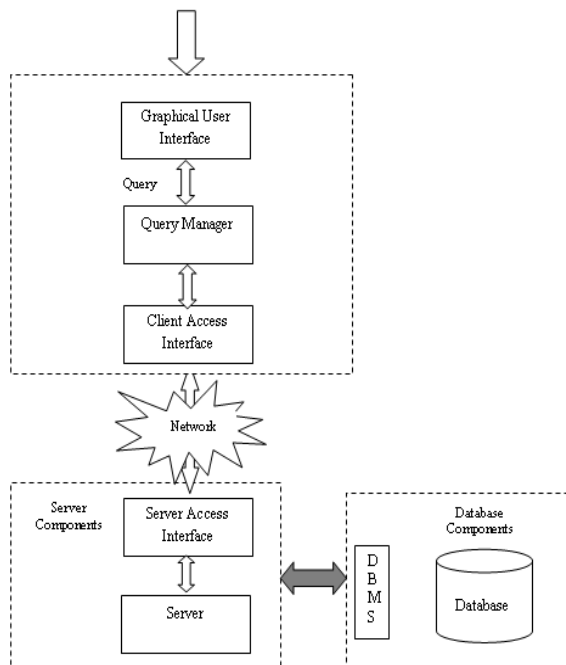 Graphical User
Interface
Query
Query Manager
Client Access
Interface
Network
Server
Components
Server Access
Interface
Server
Database
Components
D
B
M
S
Database